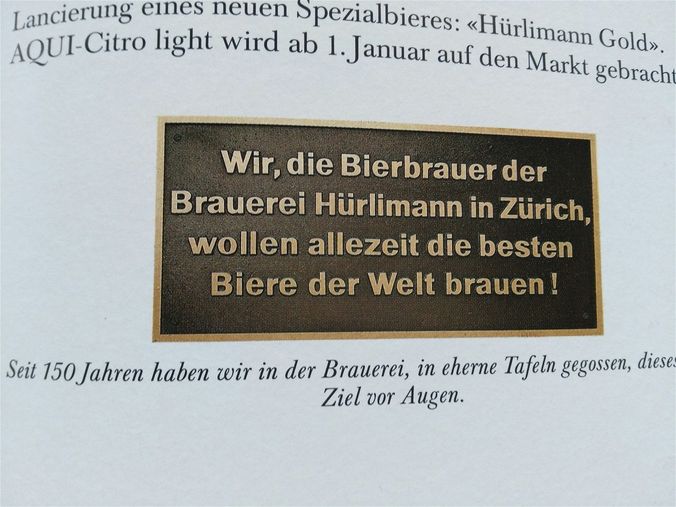 Lancierung eines neuen Spezialbieres: «Hürlimann Gold».
AQUI-Citro light wird ab 1. Januar auf den Markt gebracht
Wir, die Bierbrauer der
Brauerei Hürlimann in Zürich,
wollen allezeit die besten
Biere der Welt brauen !
Seit 150 Jahren haben wir in der Brauerei, in eherne Tafeln gegossen, dieses
Ziel vor Augen.